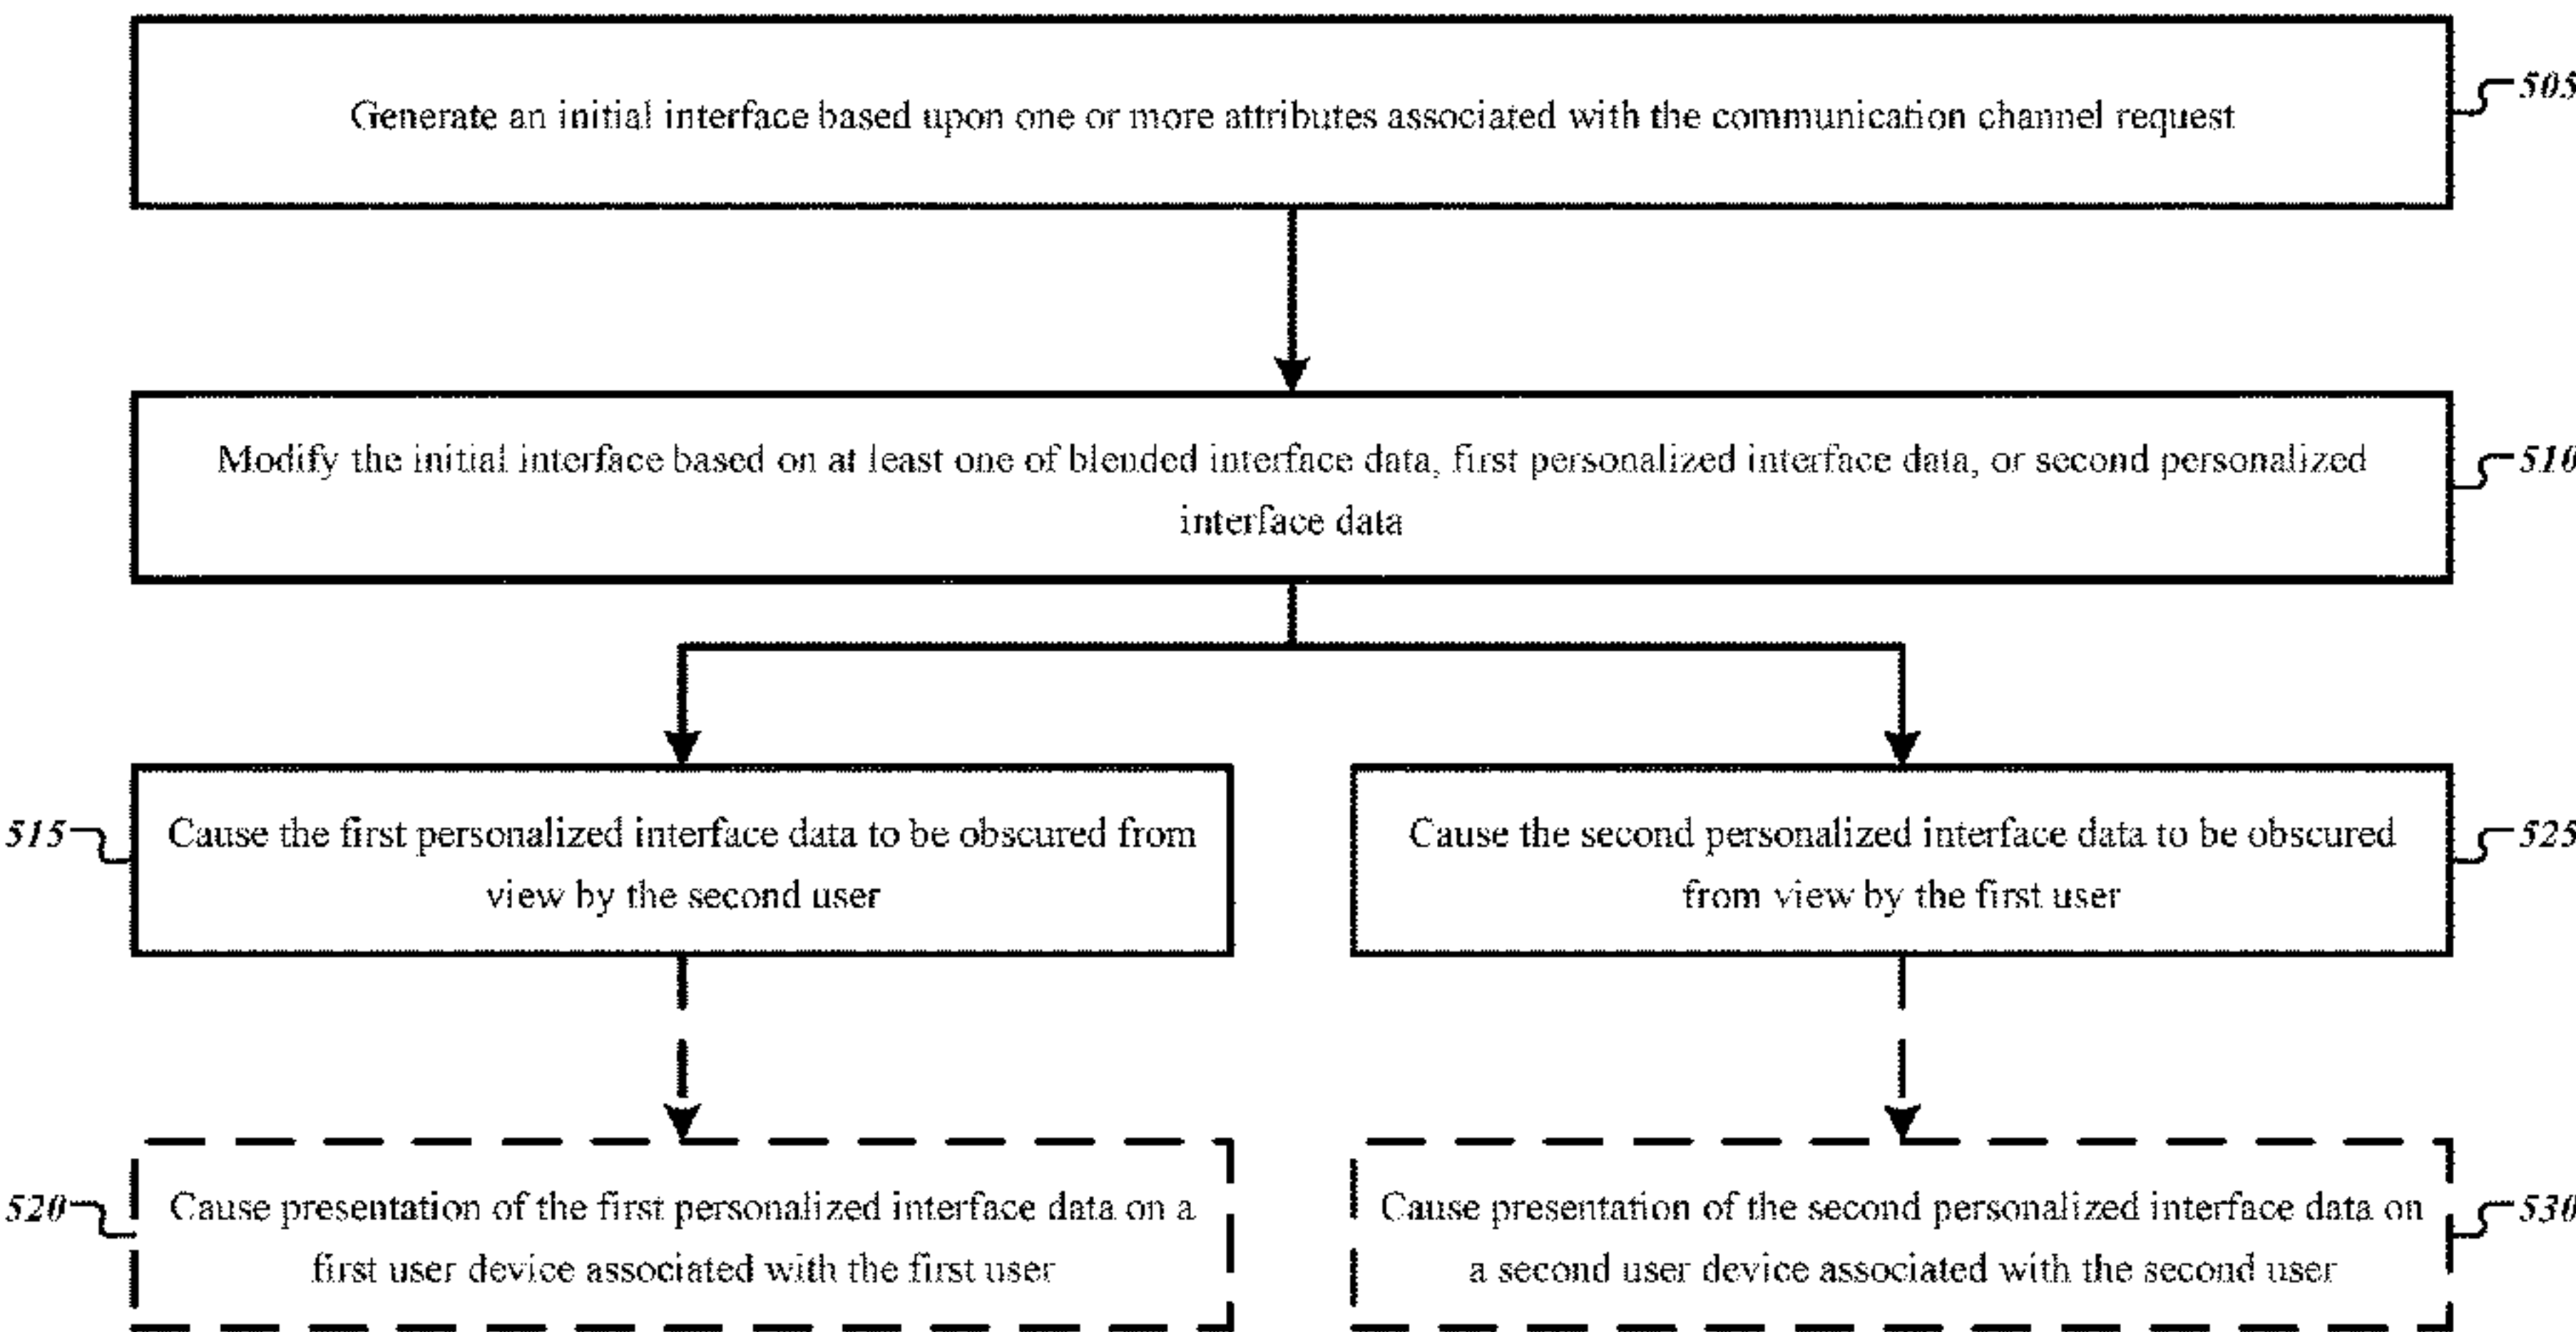 Generate an initial interface based upon one or more attributes associated with the communication channel request
505
Modify the initial interface based on at least one of blended interface data, first personalized interface data, or second personalized
interface data
510
515
Cause the first personalized interface data to be obscured from
view by the second user
Cause the second personalized interface data to be obscured
from view by the first user
525
520
Cause presentation of the first personalized interface data on a
first user device associated with the first user
Cause presentation of the second personalized interface data on
a second user device associated with the second user
530